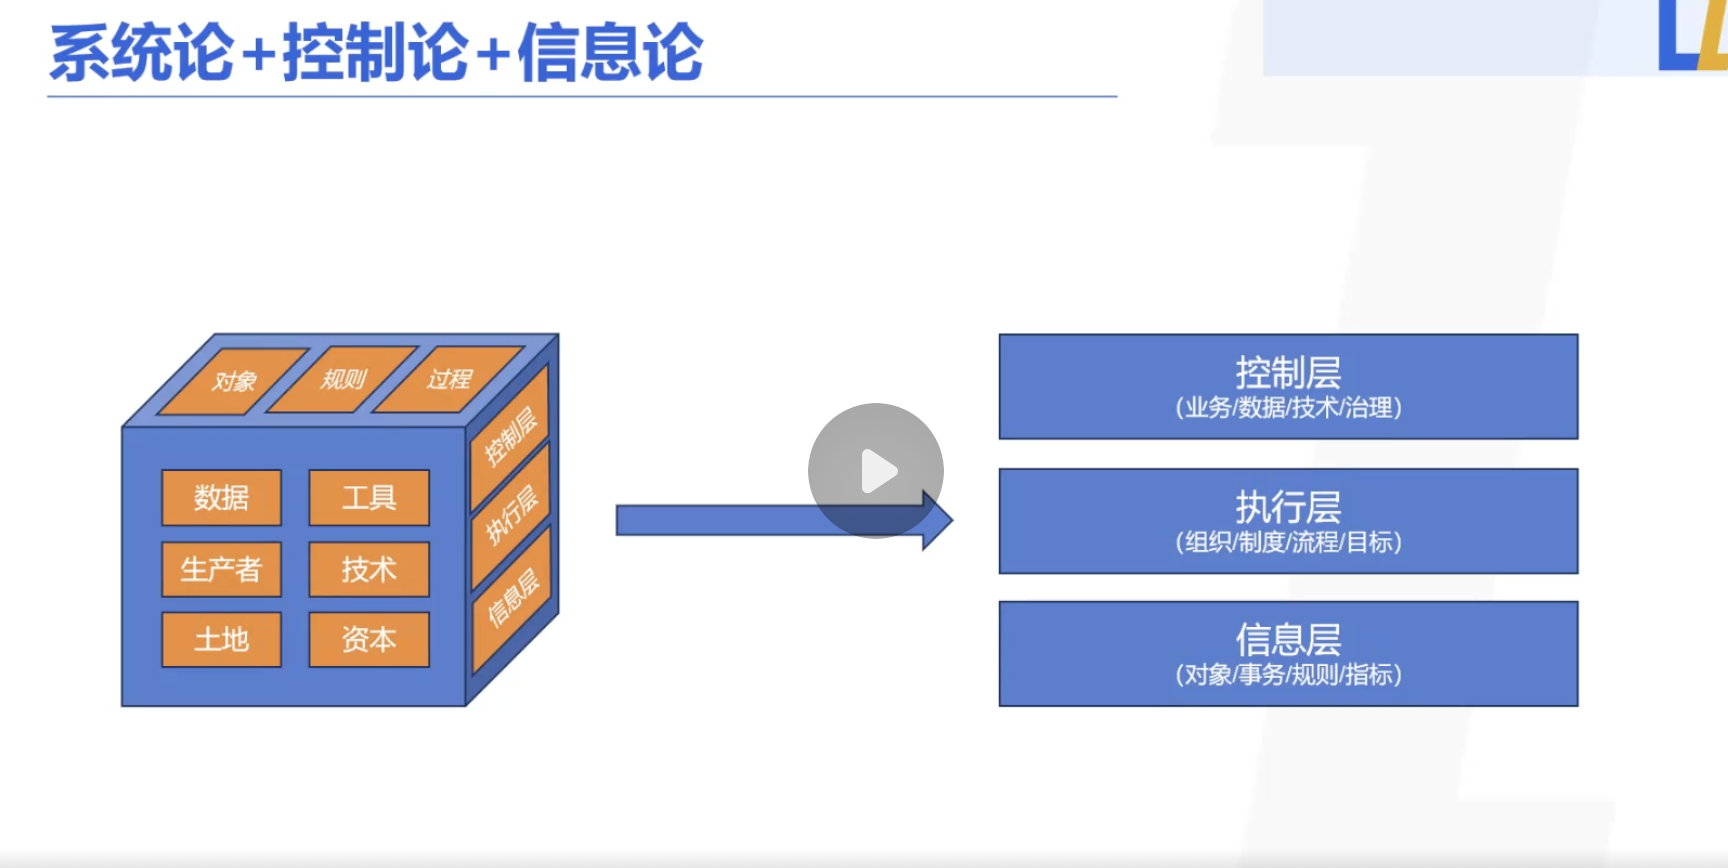 系统论+控制论+信息论
对象 规则 过程
控制层
执行层
信息层
数据 工具
生产者 技术
土地 资本
控制层
(业务/数据/技术/治理)
执行层
(组织/制度/流程/目标)
信息层
(对象/事务/规则/指标)